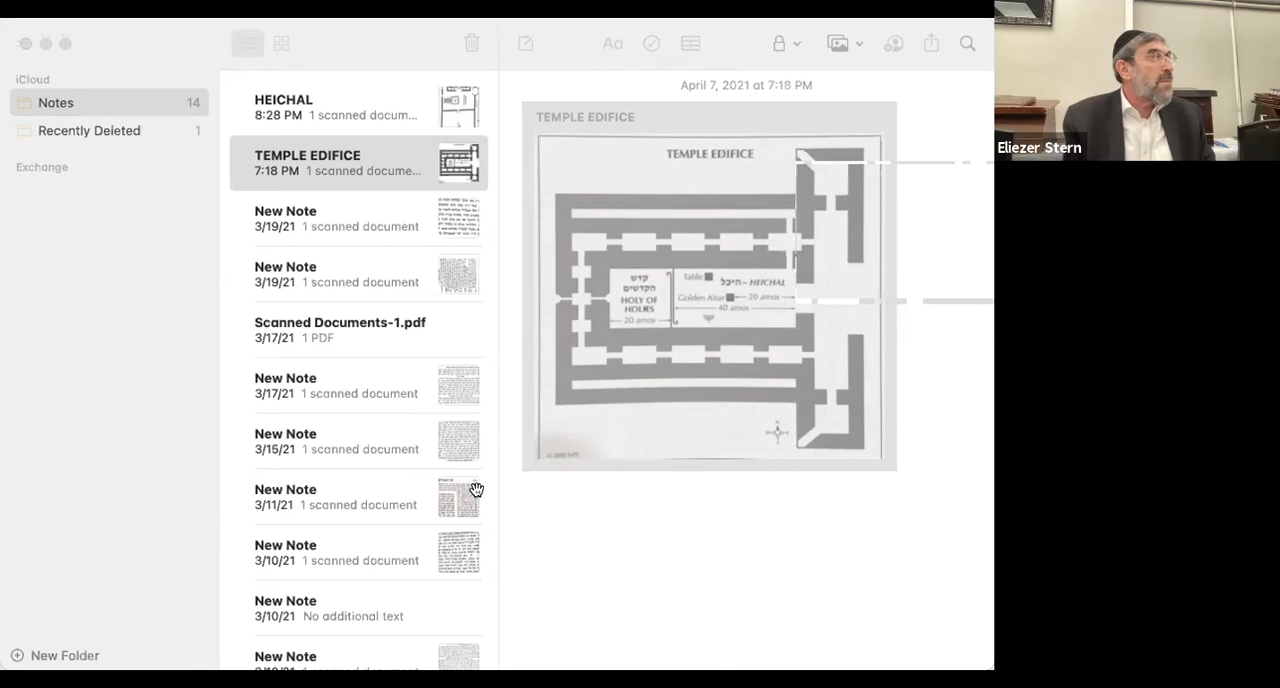 iCloud
Notes 14
Recently Deleted 1
Exchange
New Folder
HEICHAL
8:28 PM 1 scanned docum...
TEMPLE EDIFICE
7:18 PM 1 scanned docume...
New Note
3/19/21 1 scanned document
New Note
3/19/21 1 scanned document
Scanned Documents-1.pdf
3/17/21 1 PDF
New Note
3/17/21 1 scanned document
New Note
3/15/21 1 scanned document
New Note
3/11/21 1 scanned document
New Note
3/10/21 1 scanned document
New Note
3/10/21 No additional text
New Note
Aa
April 7, 2021 at 7:18 PM
TEMPLE EDIFICE
TEMPLE EDIFICE
קדש
הקדשים
HOLY OF
HOLIES
20 amos
Table
היכל – HEICHAL
Golden Altar 20 amos
40 amos
Eliezer Stern